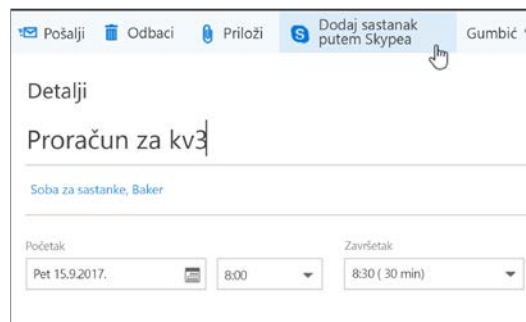 Pošalji Odbaci Priloži Dodaj sastanak putem Skypea Gumbić
Detalji
Proračun za kv3
Soba za sastanke, Baker
Početak Završetak
Pet 15.9.2017. 8:00 8:30 ( 30 min)